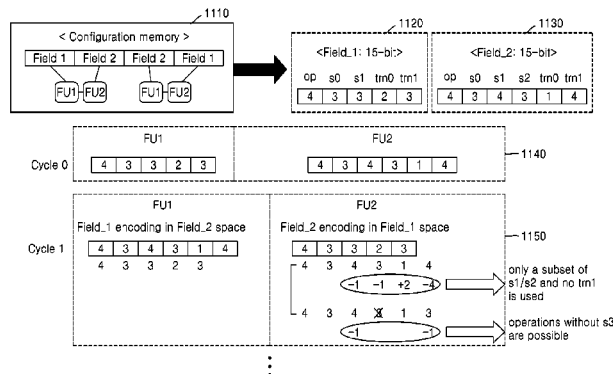 1110
< Configuration memory >
Field 1 Field 2 Field 2 Field 1
FU1 FU2 FU1 FU2
1120
<Field_1: 15-bit>
op s0 s1 trn0 trn1
4 3 3 2 3
1130
<Field_2: 15-bit>
op s0 s1 s2 trn0 trn1
4 3 4 3 1 4
FU1 FU2
Cycle 0
4 3 3 2 3
4 3 4 3 1 4
1140
FU1 FU2
Field_1 encoding in Field_2 space
Field_2 encoding in Field_1 space
1150
Cycle 1
4 3 4 3 1 4
4 3 3 2 3
4 3 3 2 3
4 3 4 3 1 4
-1 -1 +2 -4
only a subset of
s1/s2 and no trn1
is used
4 3 4 3 1 3
-1 -1
operations without s3
are possible